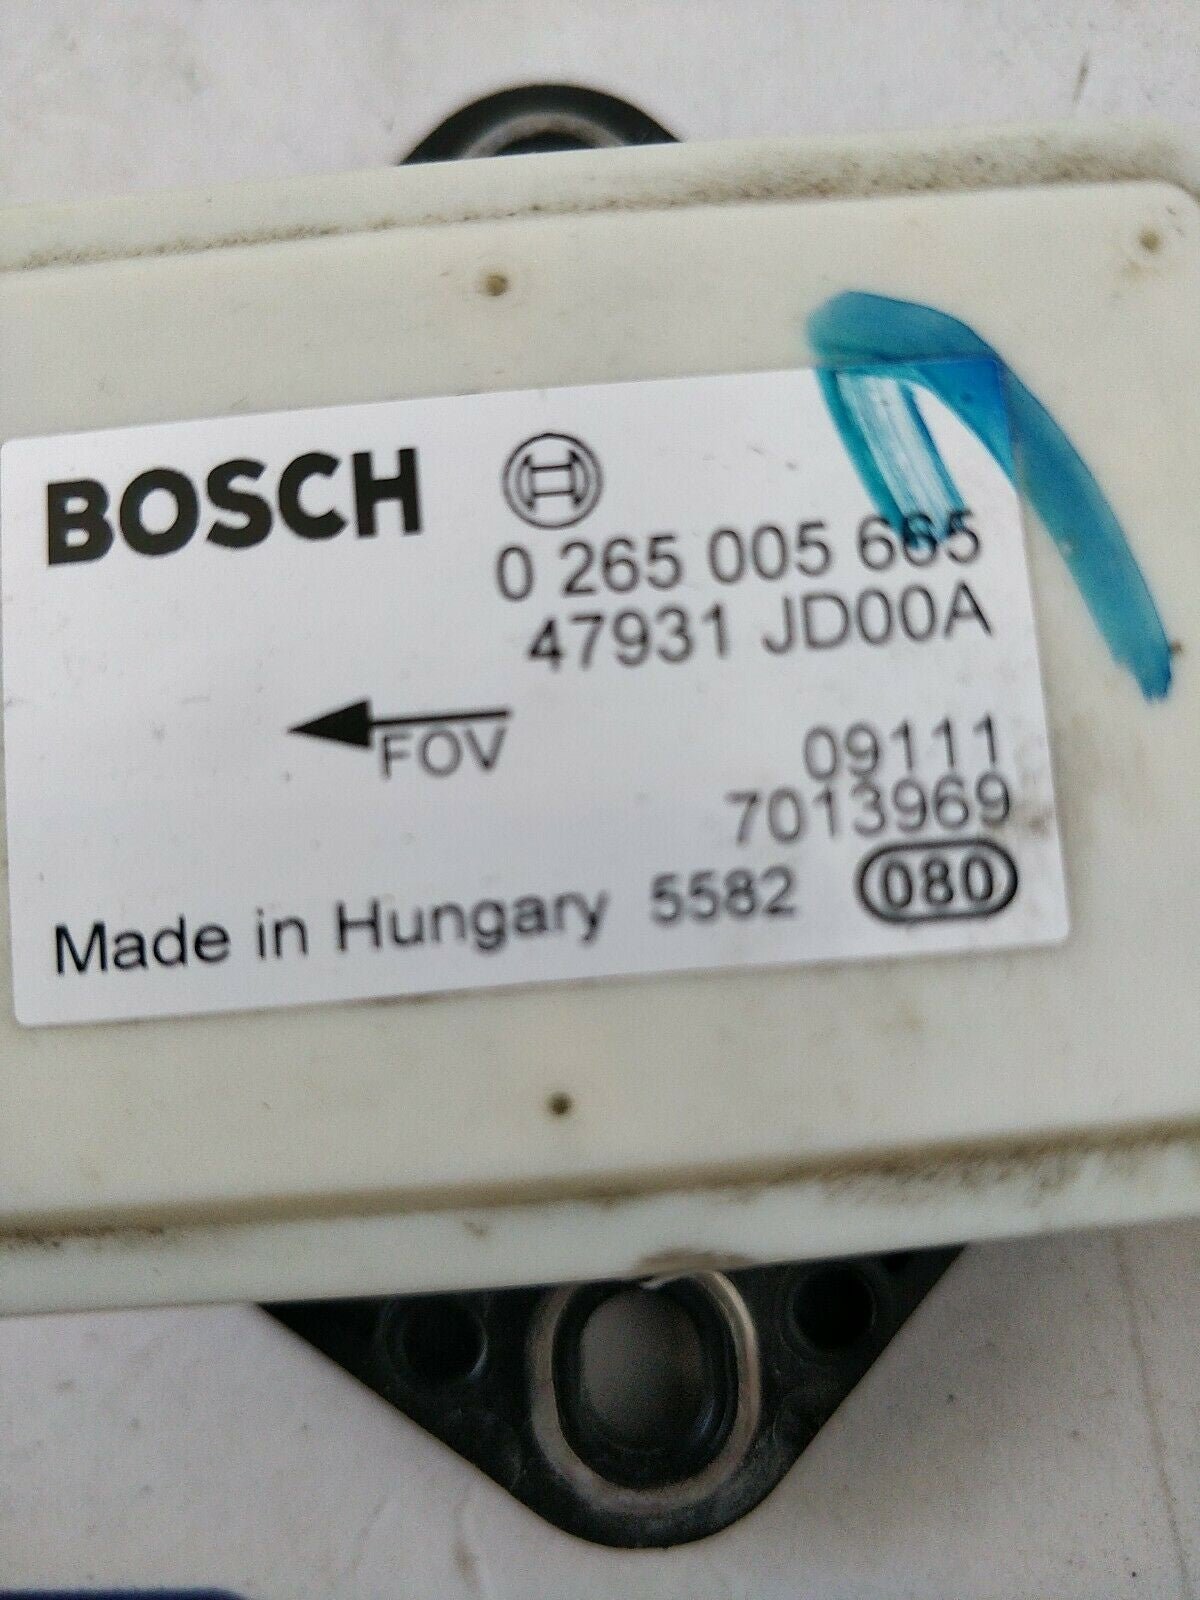 BOSCH
0 265 005 665
47931 JD00A
FOV
09111
7013969
Made in Hungary 5582 080